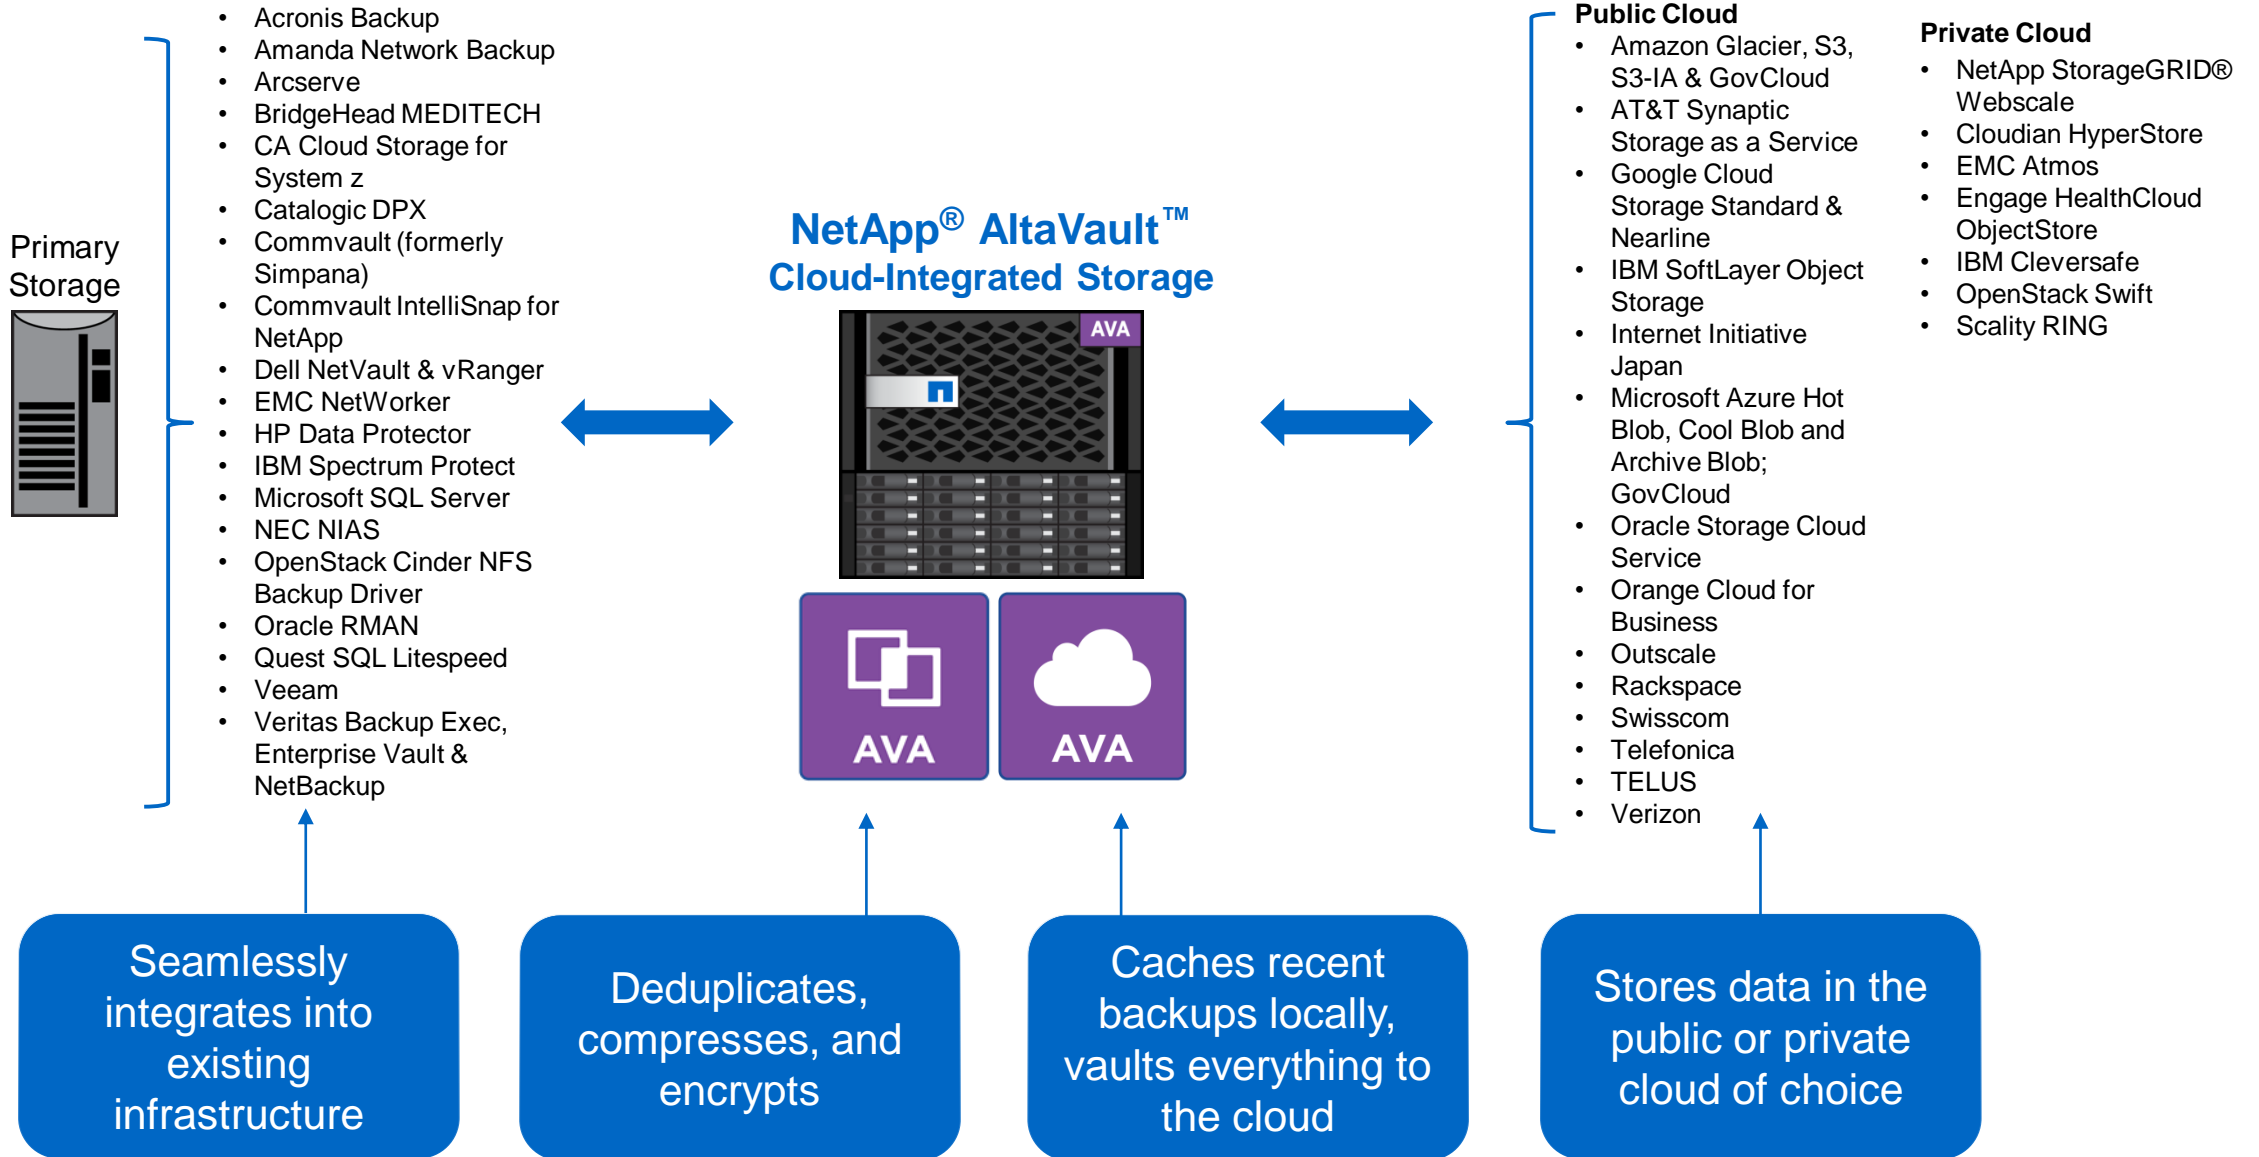 Primary
Storage
• Acronis Backup
• Amanda Network Backup
• Arcserve
• BridgeHead MEDITECH
• CA Cloud Storage for
System z
• Catalogic DPX
• Commvault (formerly
Simpana)
• Commvault IntelliSnap for
NetApp
• Dell NetVault & vRanger
• EMC NetWorker
• HP Data Protector
• IBM Spectrum Protect
• Microsoft SQL Server
• NEC NIAS
• OpenStack Cinder NFS
Backup Driver
• Oracle RMAN
• Quest SQL Litespeed
• Veeam
• Veritas Backup Exec,
Enterprise Vault &
NetBackup
NetApp® AltaVault™
Cloud-Integrated Storage
AVA
AVA
AVA
Public Cloud
• Amazon Glacier, S3,
S3-IA & GovCloud
• AT&T Synaptic
Storage as a Service
• Google Cloud
Storage Standard &
Nearline
• IBM SoftLayer Object
Storage
• Internet Initiative
Japan
• Microsoft Azure Hot
Blob, Cool Blob and
Archive Blob;
GovCloud
• Oracle Storage Cloud
Service
• Orange Cloud for
Business
• Outscale
• Rackspace
• Swisscom
• Telefonica
• TELUS
• Verizon
Private Cloud
• NetApp StorageGRID®
Webscale
• Cloudian HyperStore
• EMC Atmos
• Engage HealthCloud
ObjectStore
• IBM Cleversafe
• OpenStack Swift
• Scality RING
Seamlessly
integrates into
existing
infrastructure
Deduplicates,
compresses, and
encrypts
Caches recent
backups locally,
vaults everything to
the cloud
Stores data in the
public or private
cloud of choice